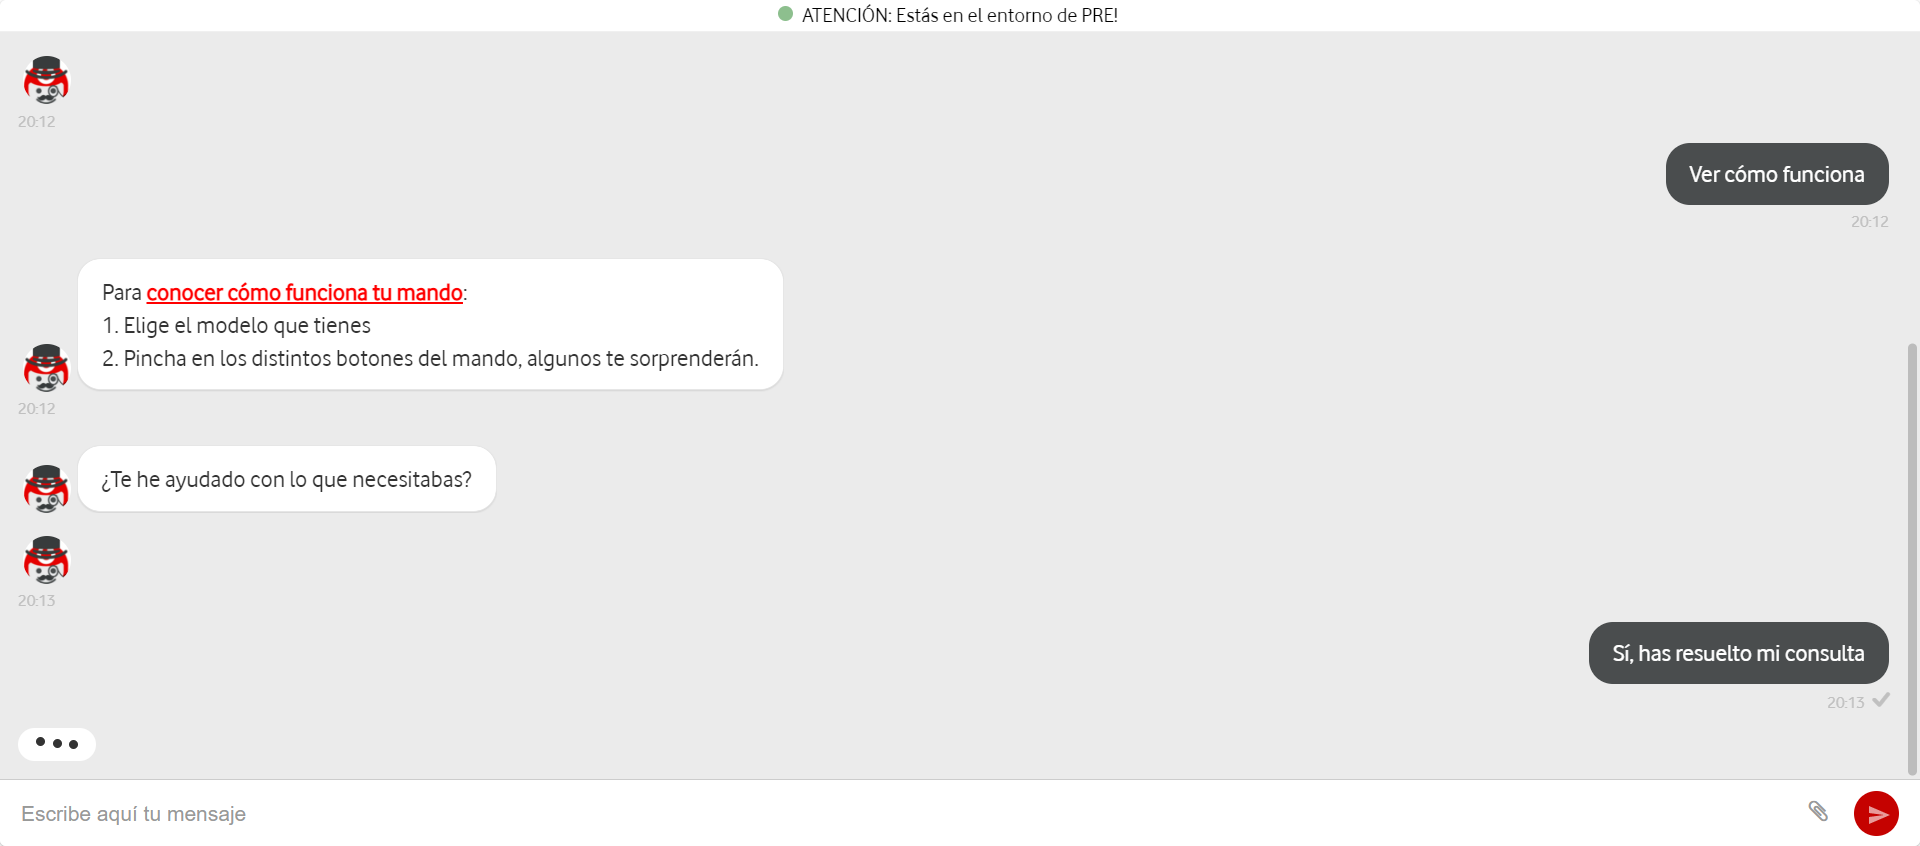 ATENCIÓN: Estás en el entorno de PRE!
20:12
Ver cómo funciona
20:12
Para conocer cómo funciona tu mando:
1. Elige el modelo que tienes
2. Pincha en los distintos botones del mando, algunos te sorprenderán.
20:12
¿Te he ayudado con lo que necesitabas?
20:13
Sí, has resuelto mi consulta
20:13
Escribe aquí tu mensaje